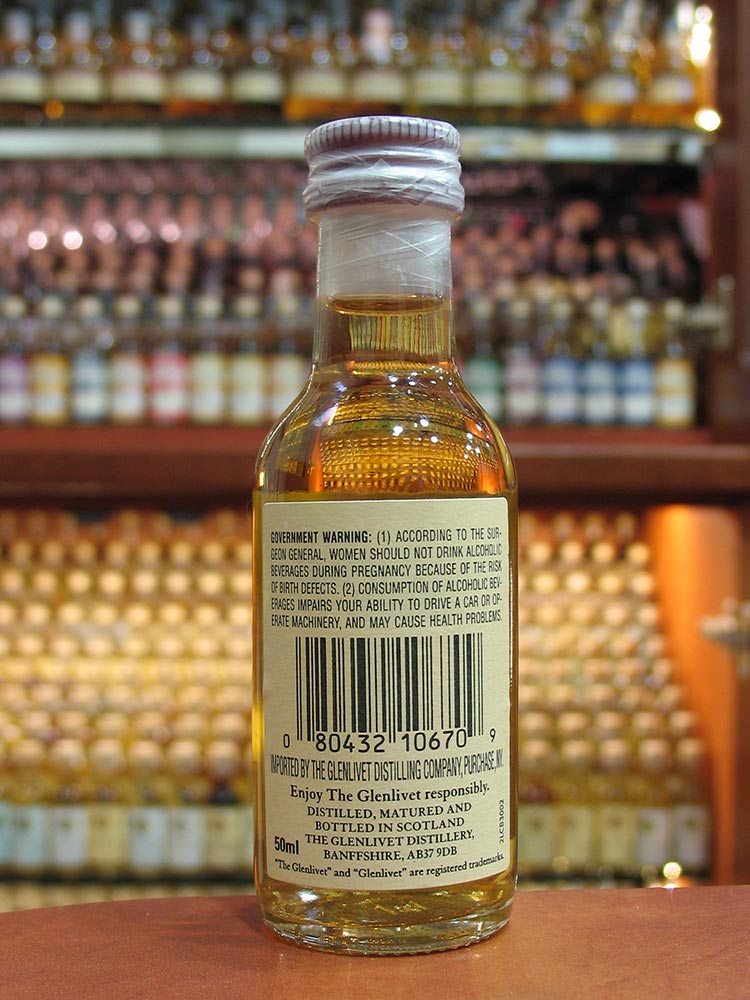 GOVERNMENT WARNING: (1) ACCORDING TO THE SUR-
GEON GENERAL, WOMEN SHOULD NOT DRINK ALCOHOLIC
BEVERAGES DURING PREGNANCY BECAUSE OF THE RISK
OF BIRTH DEFECTS. (2) CONSUMPTION OF ALCOHOLIC BEV-
ERAGES IMPAIRS YOUR ABILITY TO DRIVE A CAR OR OP-
ERATE MACHINERY, AND MAY CAUSE HEALTH PROBLEMS.
0 80432 10670 9
IMPORTED BY THE GLENLIVET DISTILLING COMPANY, PURCHASE, NY.
Enjoy The Glenlivet responsibly.
DISTILLED, MATURED AND
BOTTLED IN SCOTLAND
THE GLENLIVET DISTILLERY,
BANFFSHIRE, AB37 9DB
50ml
"The Glenlivet" and "Glenlivet" are registered trademarks.
2LCB3002